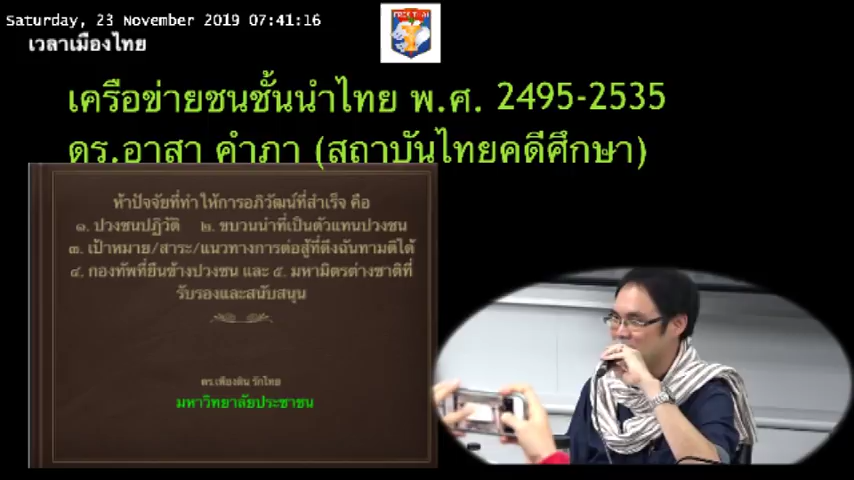 Saturday, 23 November 2019 07:41:16
เวลาเมืองไทย
FREE THAI
เครือข่ายชนชั้นนำไทย พ.ศ. 2495-2535
ดร.อาสา คำภา (สถาบันไทยคดีศึกษา)
ห้าปัจจัยที่ทำให้การอภิวัฒน์ที่สำเร็จ คือ
๑. ปวงชนปฏิวัติ ๒. ขบวนนำที่เป็นตัวแทนปวงชน
๓. เป้าหมาย/สาระ/แนวทางการต่อสู้ที่ตึงฉันทามติได้
๔. กองทัพที่ยืนข้างปวงชน และ ๕. มหามิตรต่างชาติที่
รับรองและสนับสนุน
ดร.เพียงดิน รักไทย
มหาวิทยาลัยประชาชน